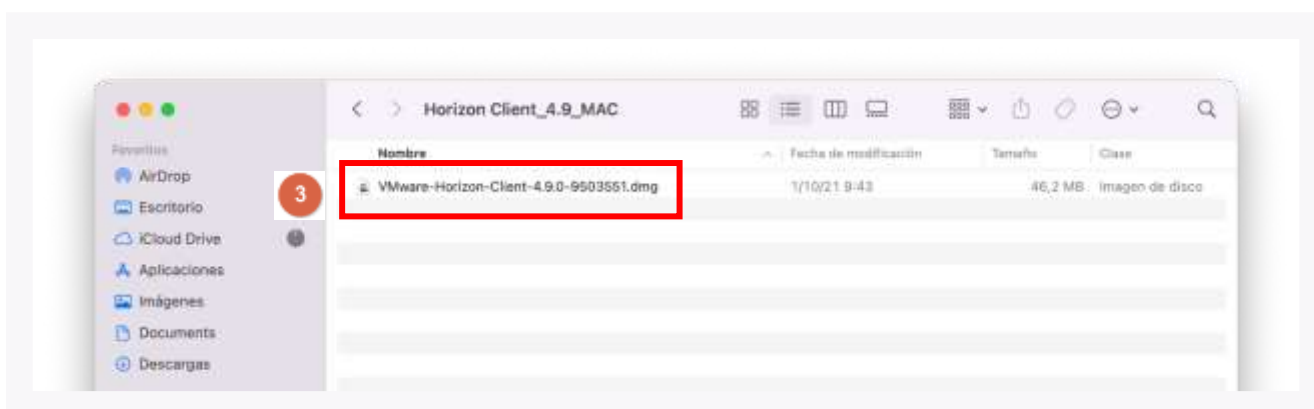 Horizon Client_4.9_MAC
Favoritos
Nombre
Fecha de modificación
Tamaño
Clase
AirDrop
3
VMware-Horizon-Client-4.9.0-9503551.dmg
1/10/21 9:43
46,2 MB
Imagen de disco
Escritorio
iCloud Drive
Aplicaciones
Imágenes
Documents
Descargas